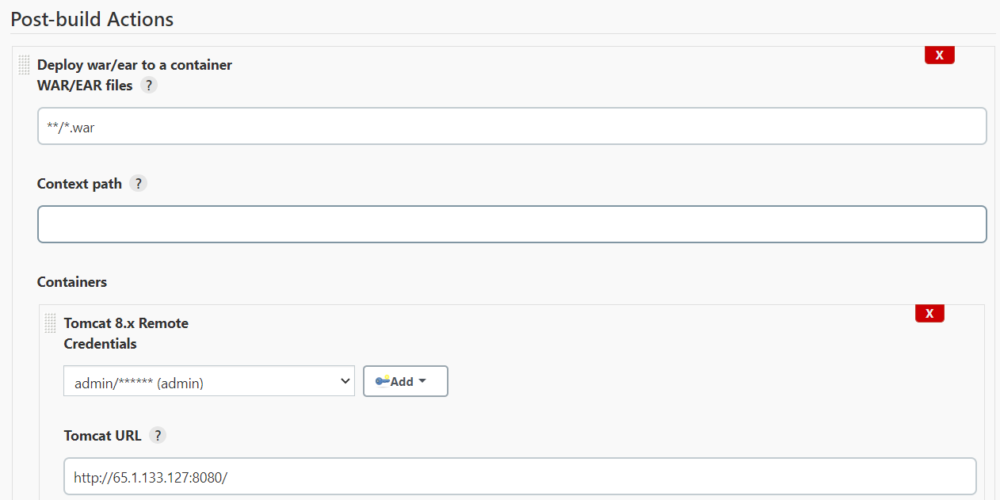 Post-build Actions
X
Deploy war/ear to a container
WAR/EAR files ?
**/*.war
Context path ?
Containers
X
Tomcat 8.x Remote
Credentials
admin/****** (admin)
Add
Tomcat URL ?
http://65.1.133.127:8080/